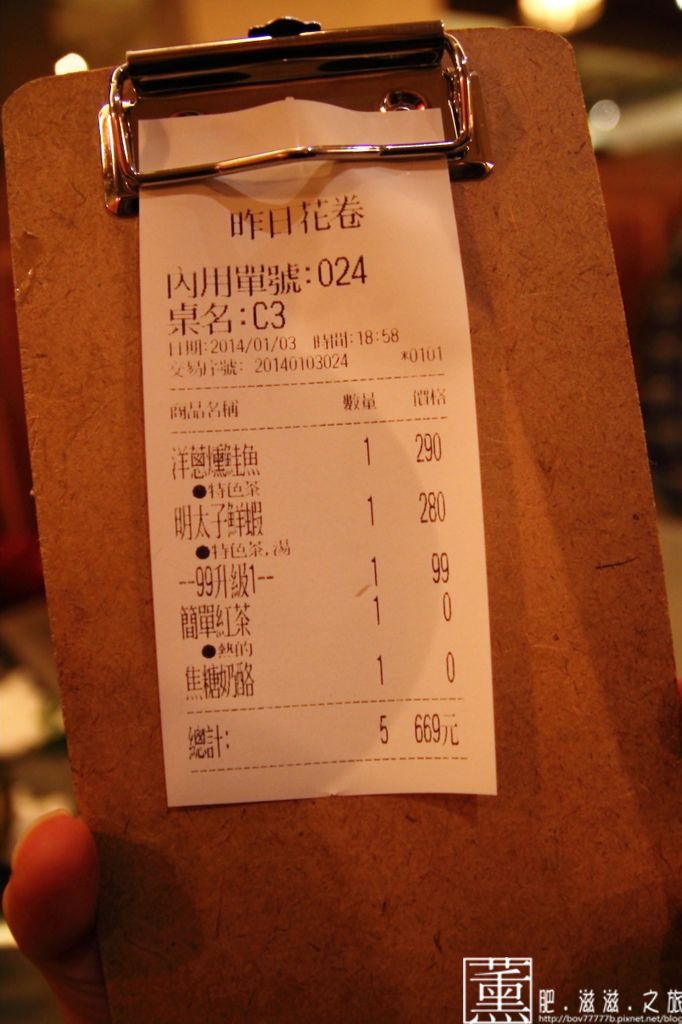 昨日花卷
內用單號:024
桌名:C3
日期:2014/01/03 時間:18:58
交易序號: 20140103024 *0101
商品名稱 數量 價格
洋蔥燻鮭魚 1 290
●特色茶
明太子鮮蝦 1 280
●特色茶,湯
--99升級1-- 1 99
簡單紅茶 1 0
●熱的
焦糖奶酪 1 0
總計: 5 669元
薰 肥.滋滋.之旅
http://bov77777b.pixnet.net/blog